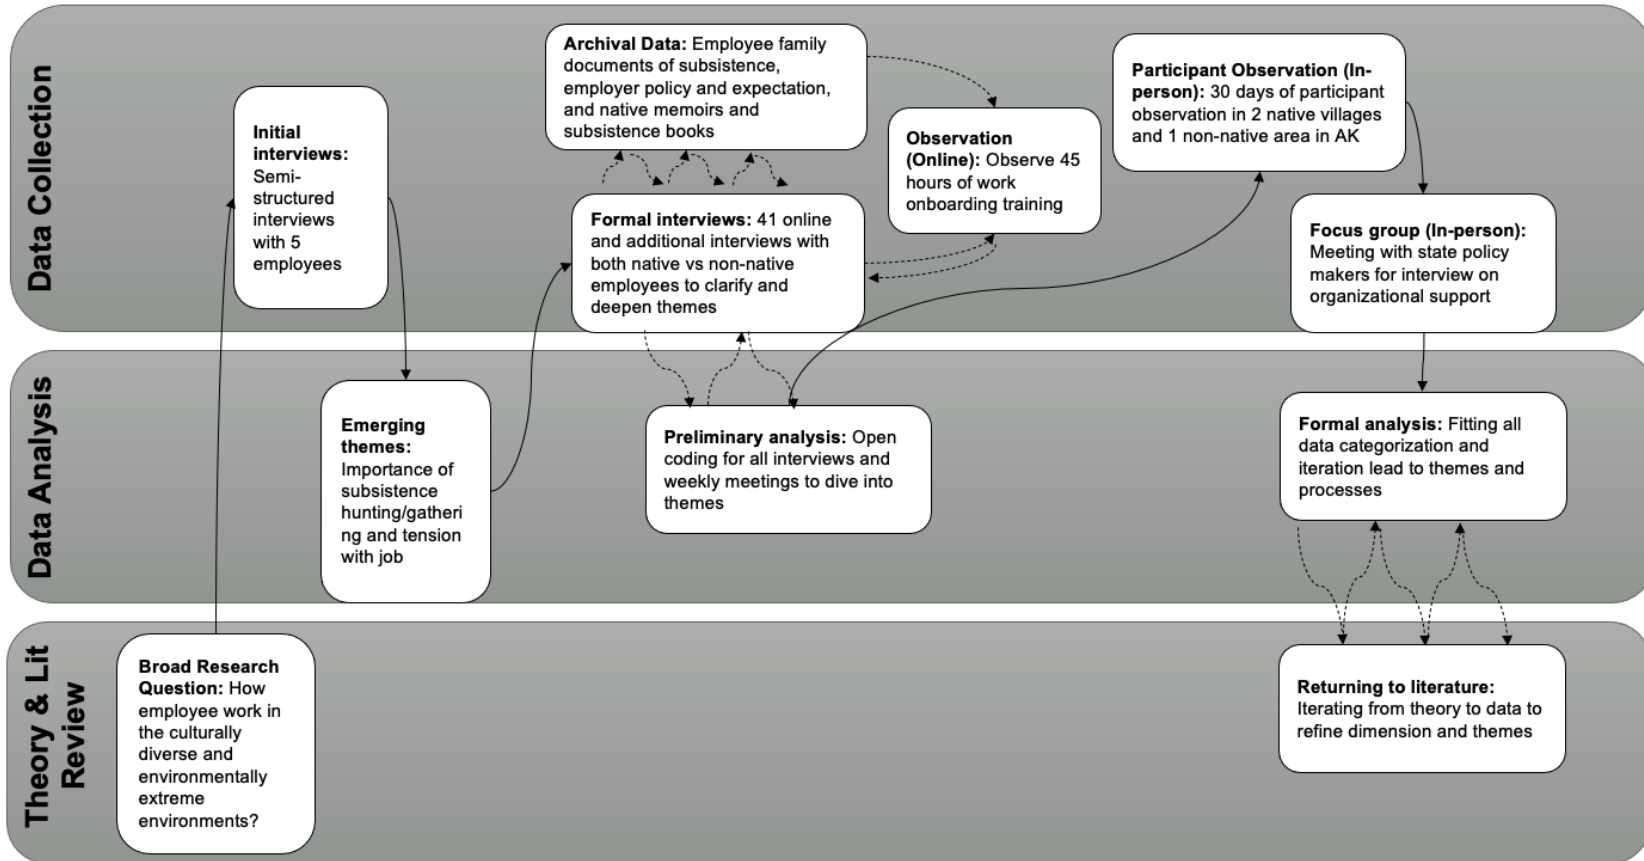 Data Collection
Initial
interviews:
Semi-
structured
interviews
with 5
employees
Archival Data: Employee family
documents of subsistence,
employer policy and expectation,
and native memoirs and
subsistence books
Formal interviews: 41 online
and additional interviews with
both native vs non-native
employees to clarify and
deepen themes
Observation
(Online): Observe 45
hours of work
onboarding training
Participant Observation (In-
person): 30 days of participant
observation in 2 native villages
and 1 non-native area in AK
Focus group (In-person):
Meeting with state policy
makers for interview on
organizational support
Data Analysis
Emerging
themes:
Importance of
subsistence
hunting/gatheri
ng and tension
with job
Preliminary analysis: Open
coding for all interviews and
weekly meetings to dive into
themes
Formal analysis: Fitting all
data categorization and
iteration lead to themes and
processes
Theory & Lit
Review
Broad Research
Question: How
employee work in
the culturally
diverse and
environmentally
extreme
environments?
Returning to literature:
Iterating from theory to data to
refine dimension and themes